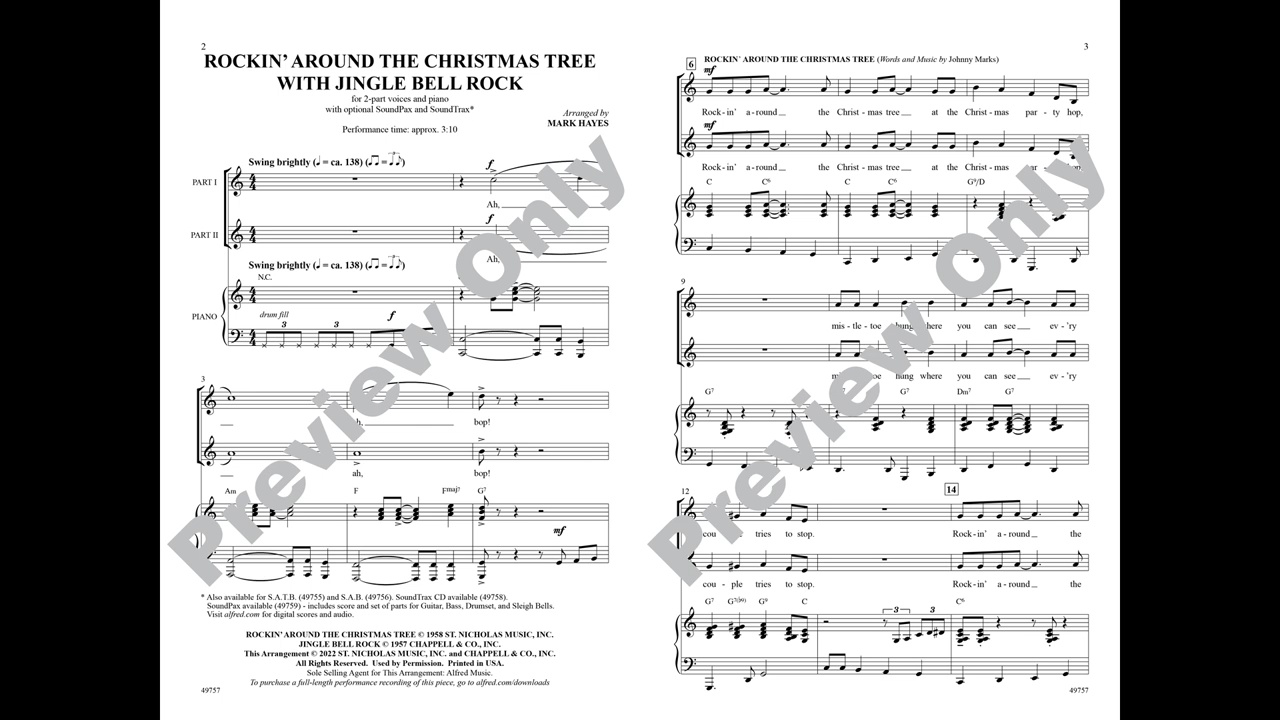 2
ROCKIN' AROUND THE CHRISTMAS TREE
WITH JINGLE BELL ROCK
for 2-part voices and piano
with optional SoundPax and SoundTrax*
Arranged by
MARK HAYES
Performance time: approx. 3:10
Swing brightly (♩ = ca. 138)
PART I
f
Ah,
PART II
f
Ah,
Swing brightly (♩ = ca. 138)
N.C.
PIANO
drum fill
3 3
f
3
ah, bop!
ah, bop!
Am F Fmaj7 G7
mf
* Also available for S.A.T.B. (49755) and S.A.B. (49756). SoundTrax CD available (49758).
SoundPax available (49759) - includes score and set of parts for Guitar, Bass, Drumset, and Sleigh Bells.
Visit alfred.com for digital scores and audio.
ROCKIN' AROUND THE CHRISTMAS TREE © 1958 ST. NICHOLAS MUSIC, INC.
JINGLE BELL ROCK © 1957 CHAPPELL & CO., INC.
This Arrangement © 2022 ST. NICHOLAS MUSIC, INC. and CHAPPELL & CO., INC.
All Rights Reserved. Used by Permission. Printed in USA.
Sole Selling Agent for This Arrangement: Alfred Music.
To purchase a full-length performance recording of this piece, go to alfred.com/downloads
49757
Preview Only
3
6 ROCKIN' AROUND THE CHRISTMAS TREE (Words and Music by Johnny Marks)
mf
Rock - in' a - round the Christ - mas tree at the Christ - mas par - ty hop,
mf
Rock - in' a - round the Christ - mas tree at the Christ - mas par - ty hop,
C C6 C C6 G9/D
9
mis - tle - toe hung where you can see ev - 'ry
hung where you can see ev - 'ry
G7 G7 G7 Dm7 G7
12 14
cou - ple tries to stop. Rock - in' a - round the
cou - ple tries to stop. Rock - in' a - round the
G7 G7(b9) G9 C C6
3 3
49757
Preview Only